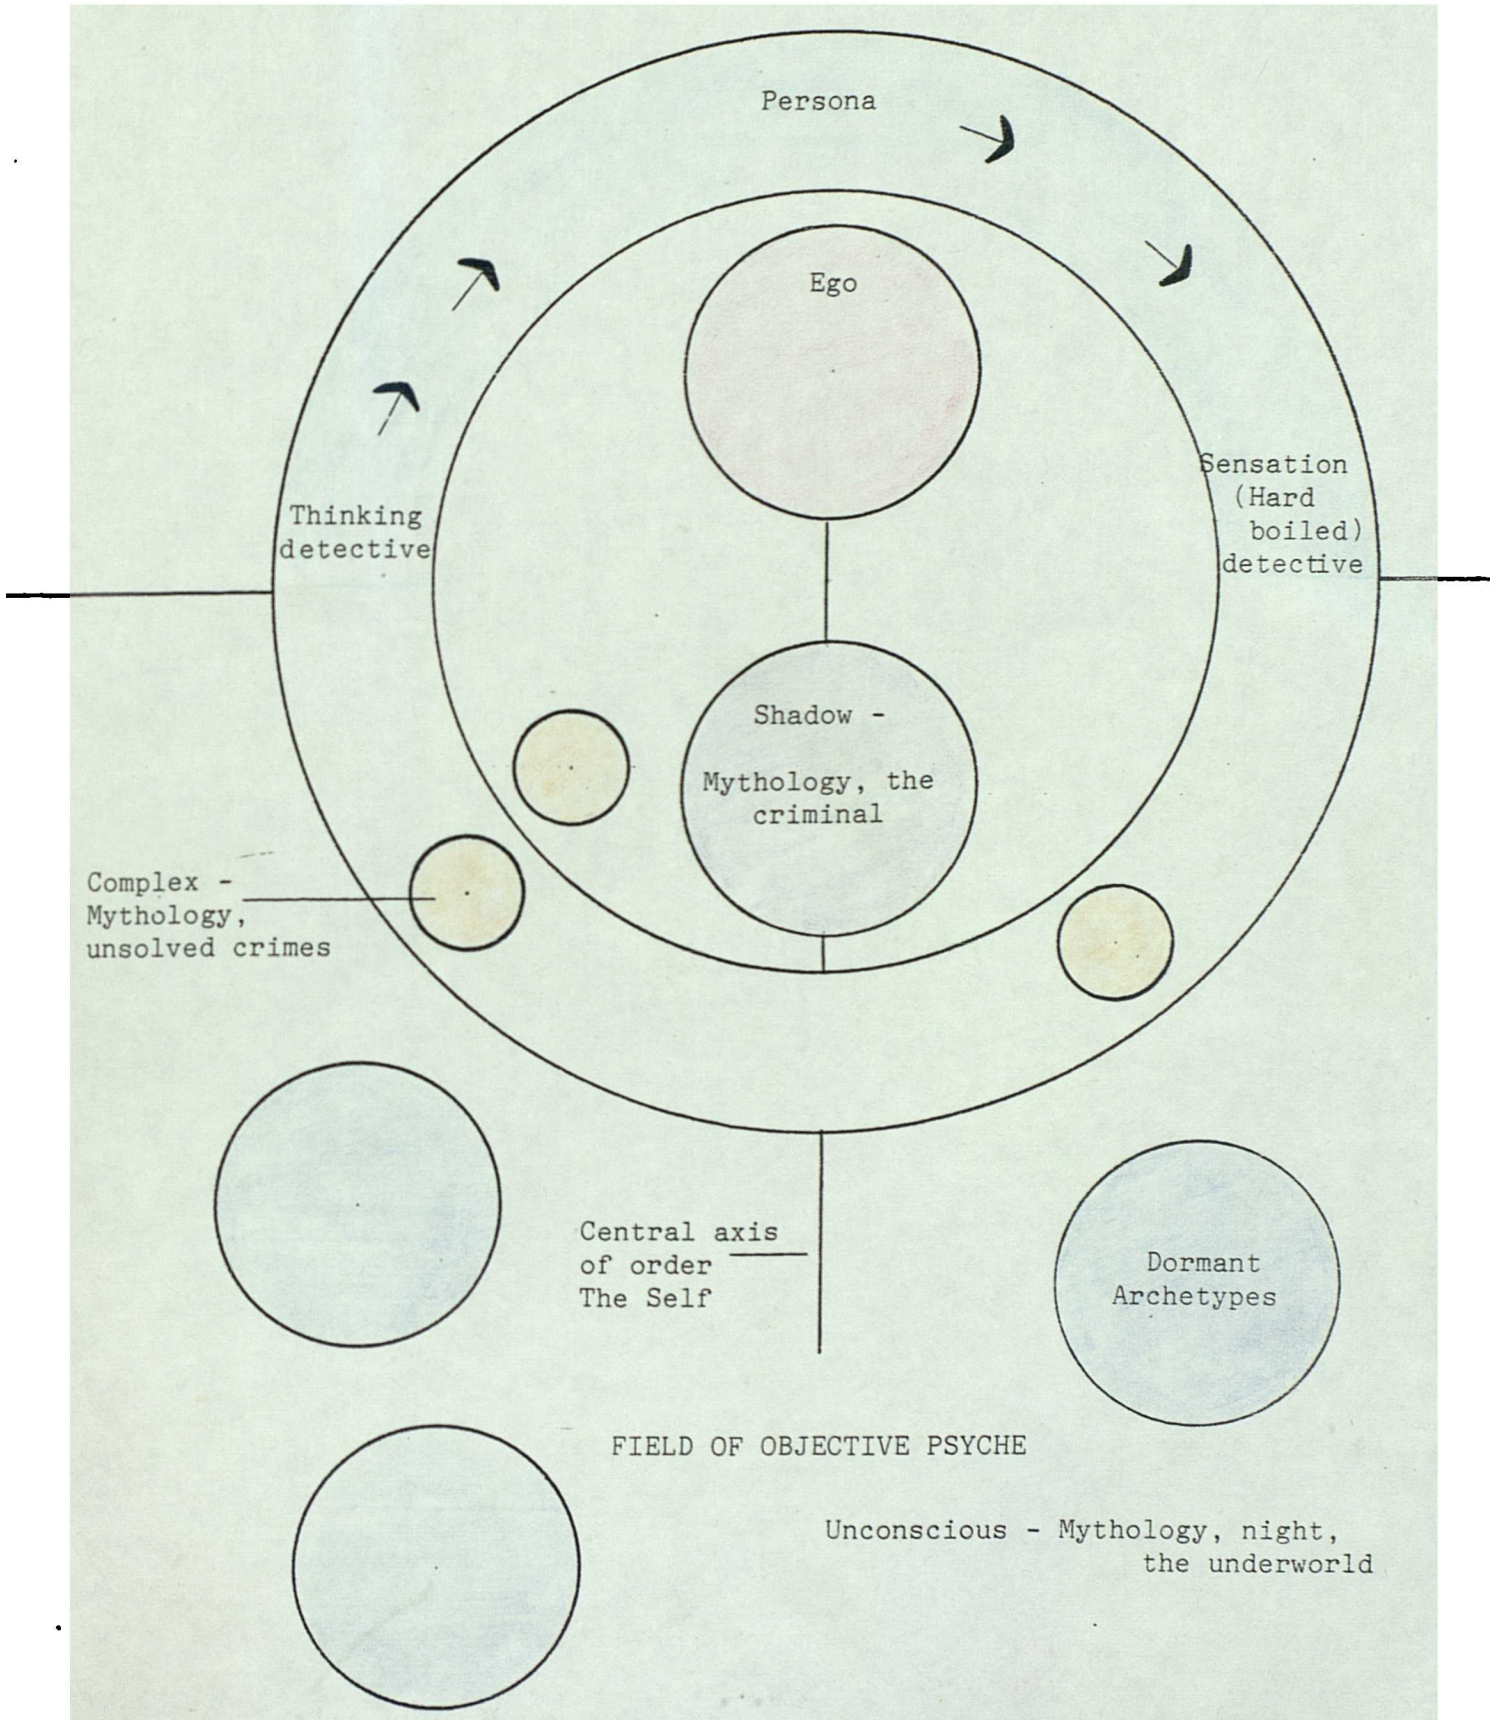 Persona
Ego
Sensation
(Hard
boiled)
detective
Thinking
detective
Shadow -
Mythology, the
criminal
Complex -
Mythology,
unsolved crimes
Central axis
of order
The Self
Dormant
Archetypes
FIELD OF OBJECTIVE PSYCHE
Unconscious - Mythology, night,
the underworld